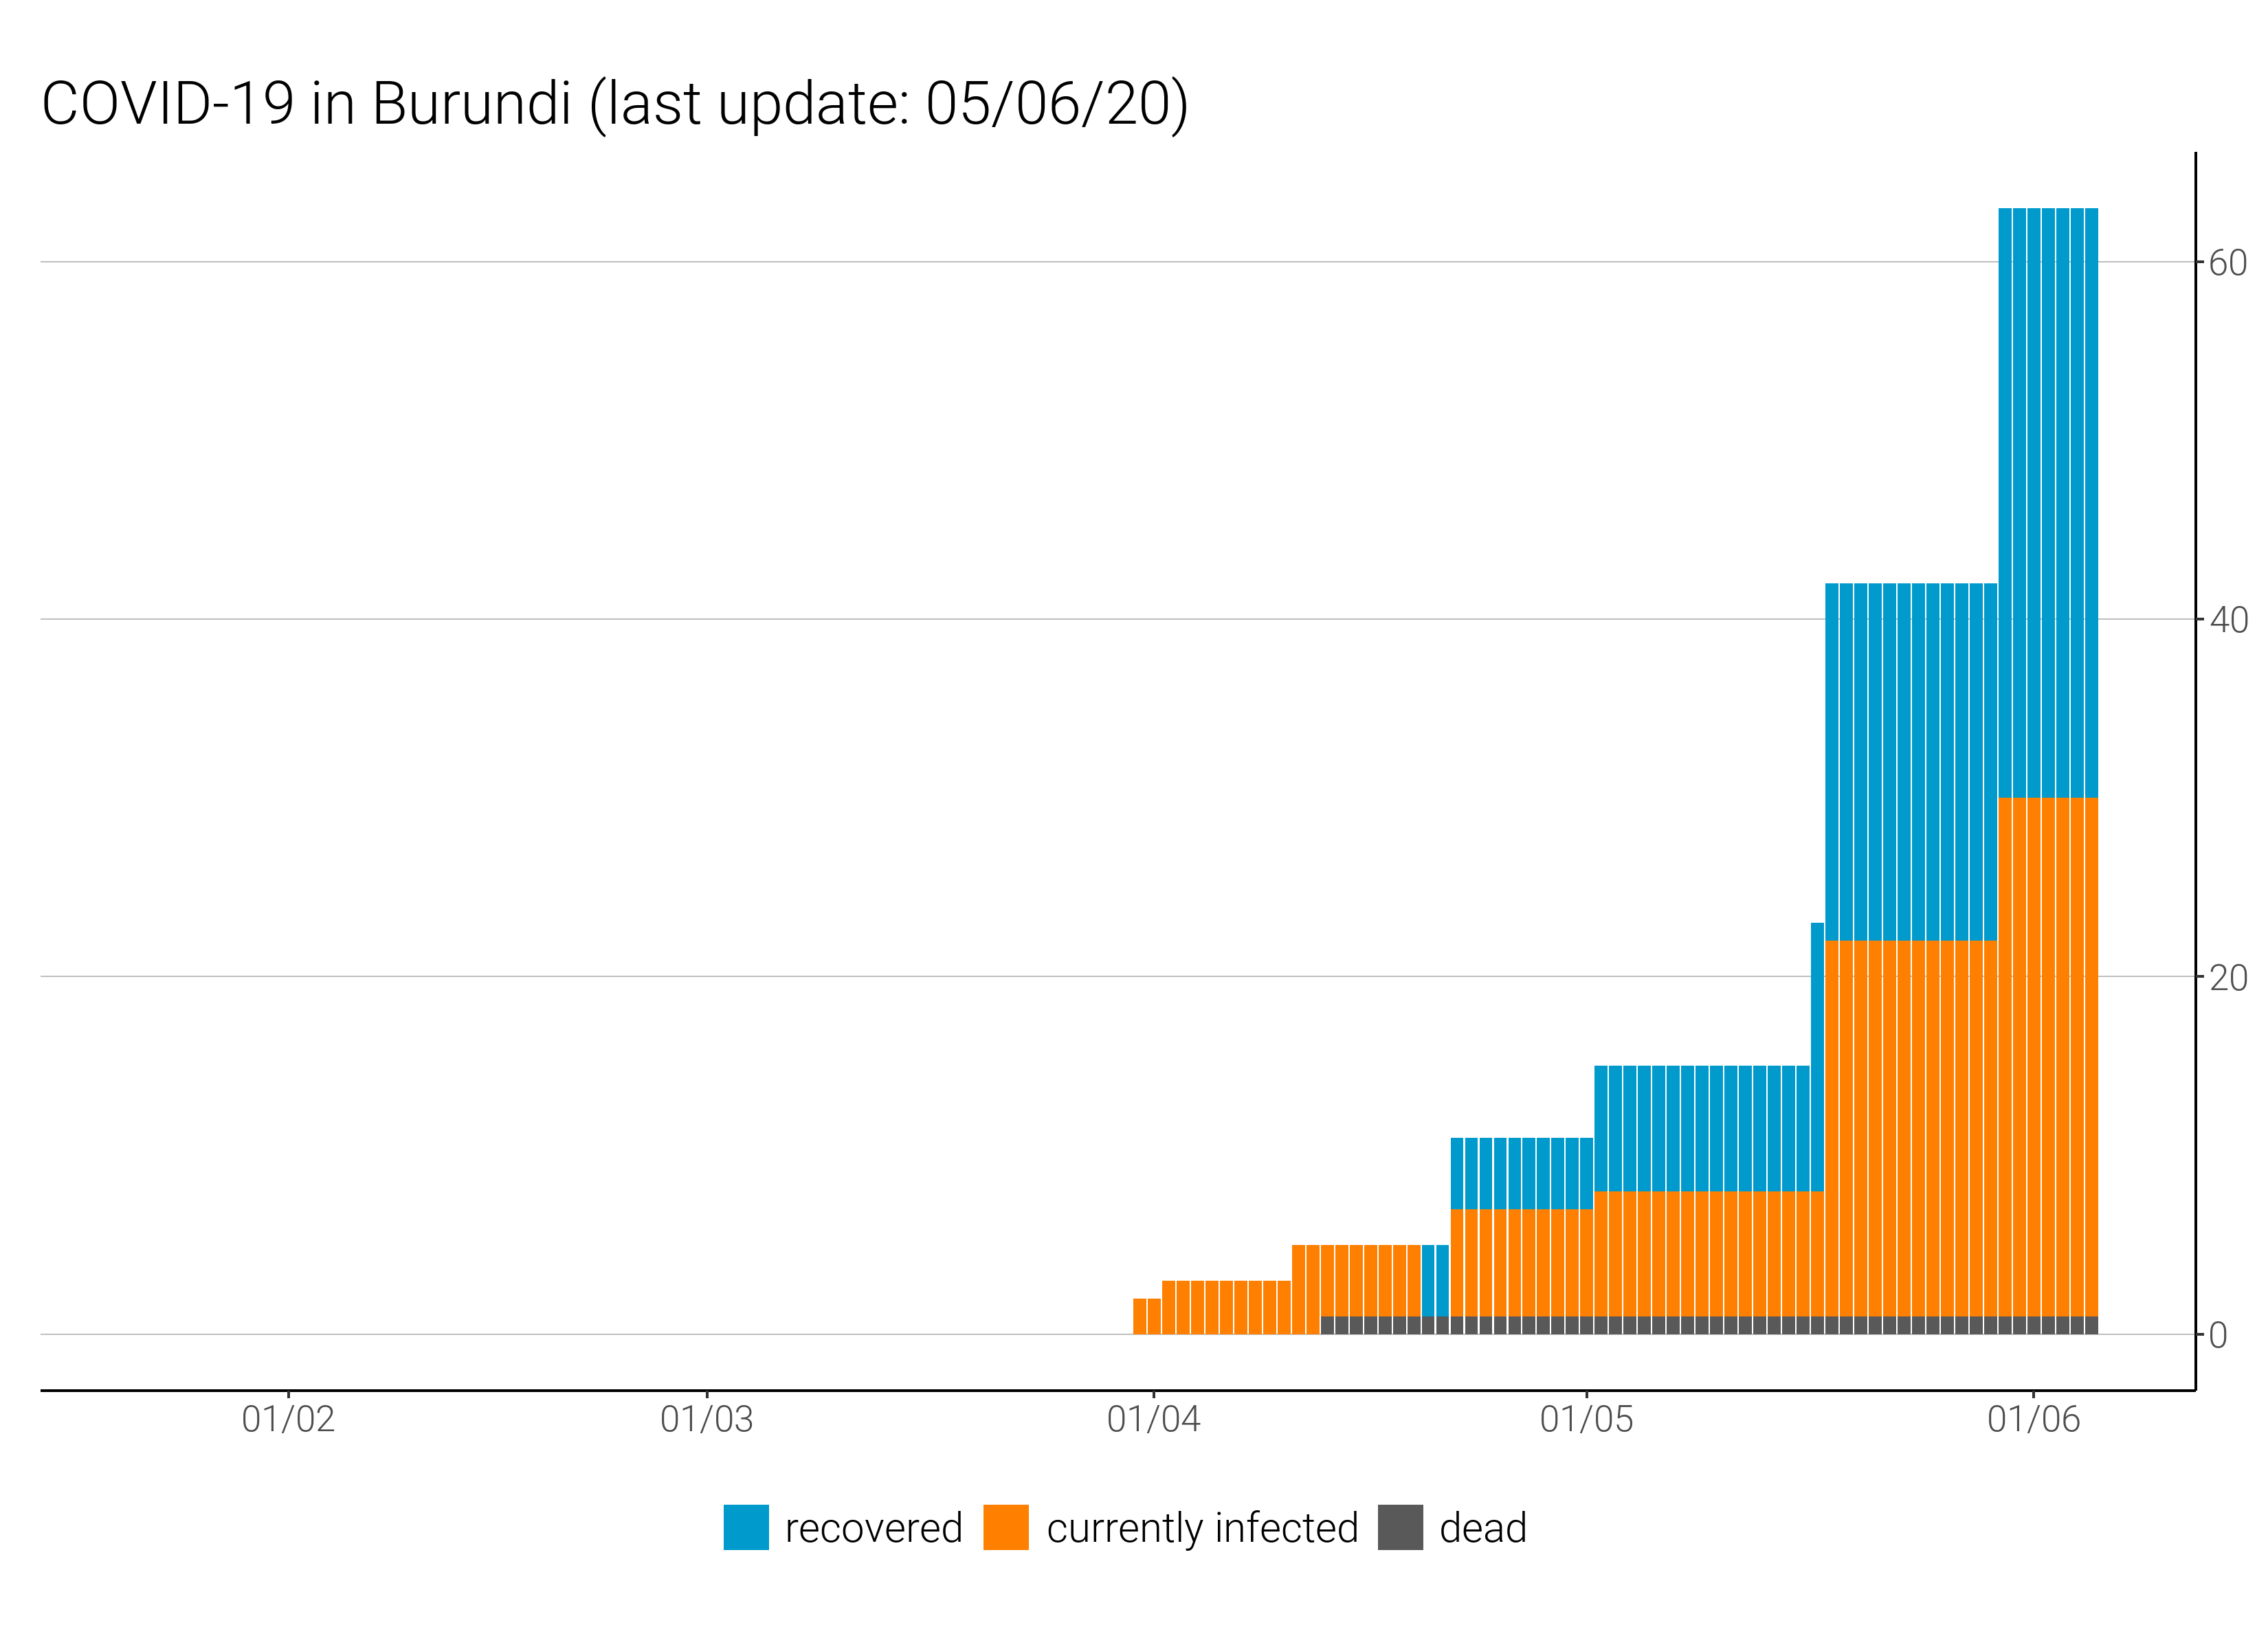 COVID-19 in Burundi (last update: 05/06/20)
60
40
20
0
01/02 01/03 01/04 01/05 01/06
recovered currently infected dead